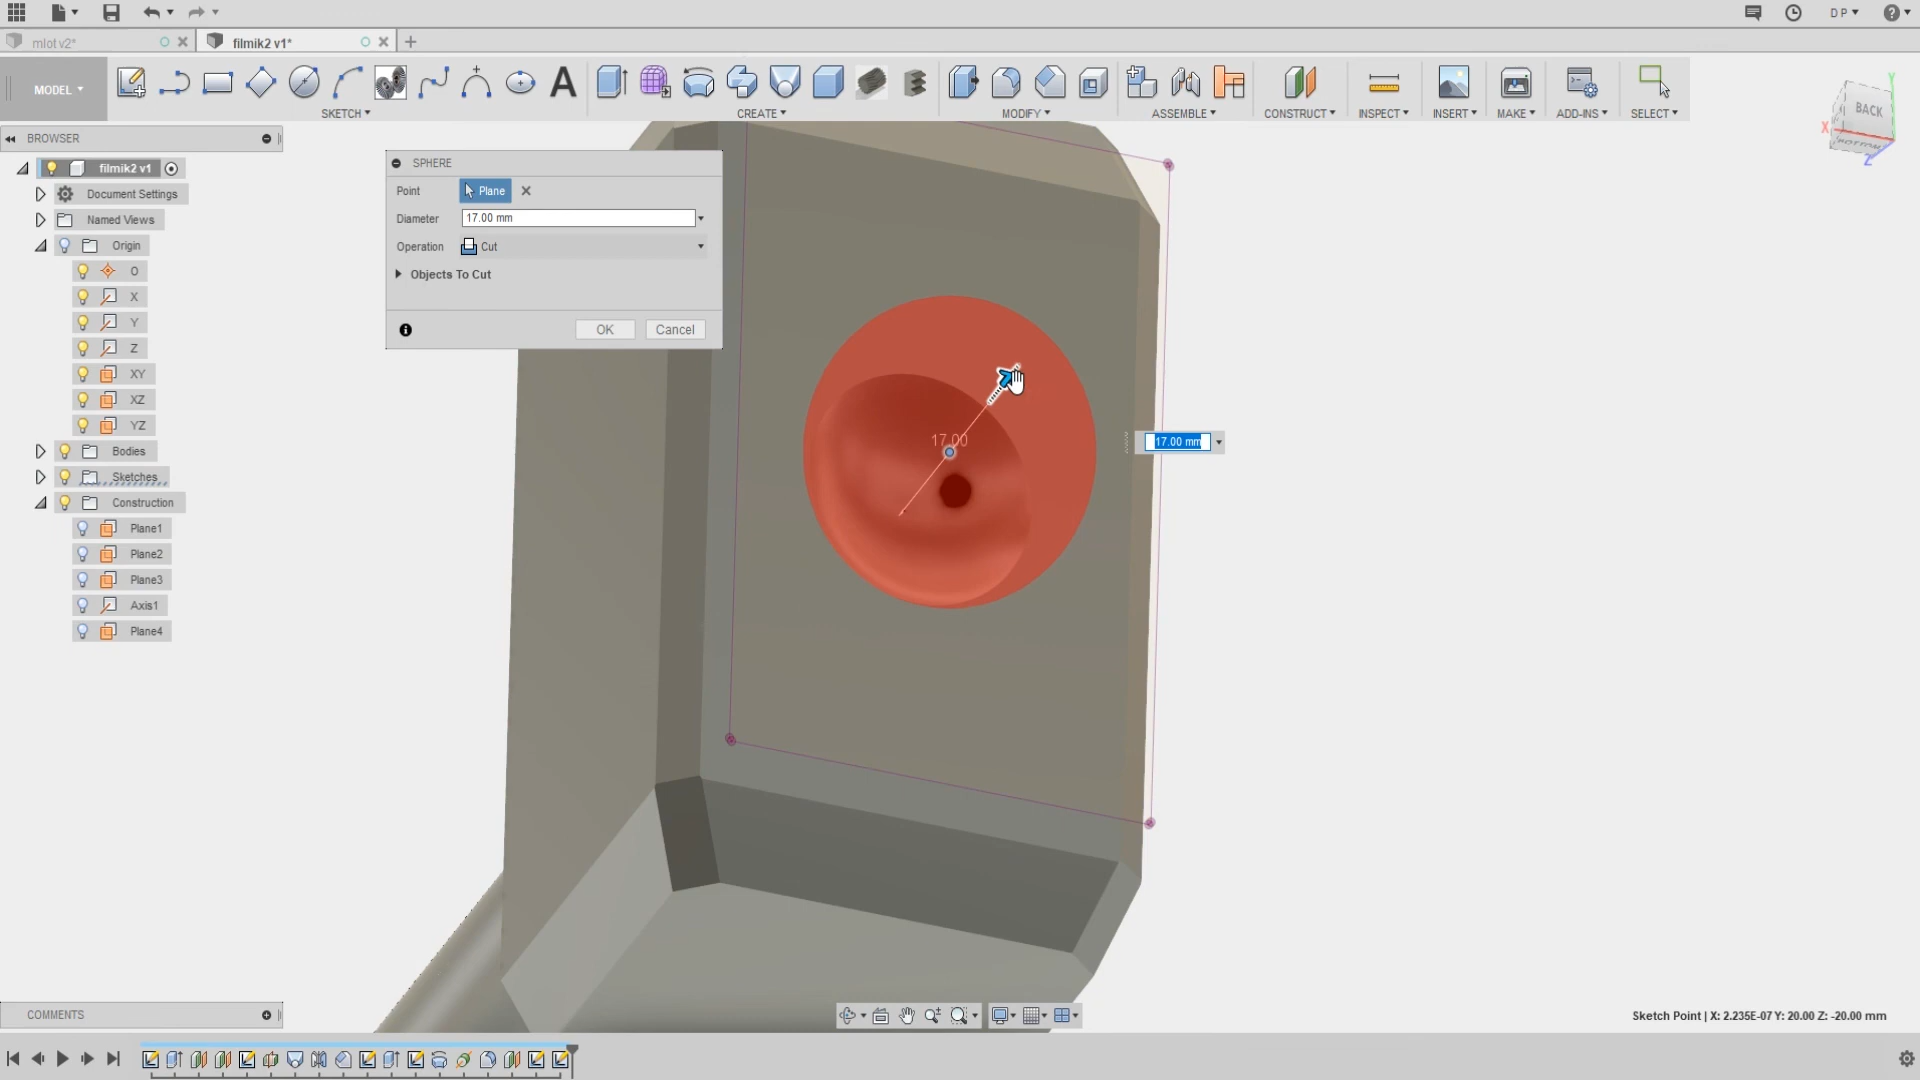 D P
mlot v2*
filmik2 v1*
MODEL
SKETCH
CREATE
MODIFY
ASSEMBLE
CONSTRUCT
INSPECT
INSERT
MAKE
ADD-INS
SELECT
BACK
BOTTOM
X
Y
Z
BROWSER
filmik2 v1
Document Settings
Named Views
Origin
O
X
Y
Z
XY
XZ
YZ
Bodies
Sketches
Construction
Plane1
Plane2
Plane3
Axis1
Plane4
SPHERE
Point
Plane
Diameter
17.00 mm
Operation
Cut
Objects To Cut
OK
Cancel
17.00
17.00 mm
COMMENTS
Sketch Point | X: 2.235E-07 Y: 20.00 Z: -20.00 mm